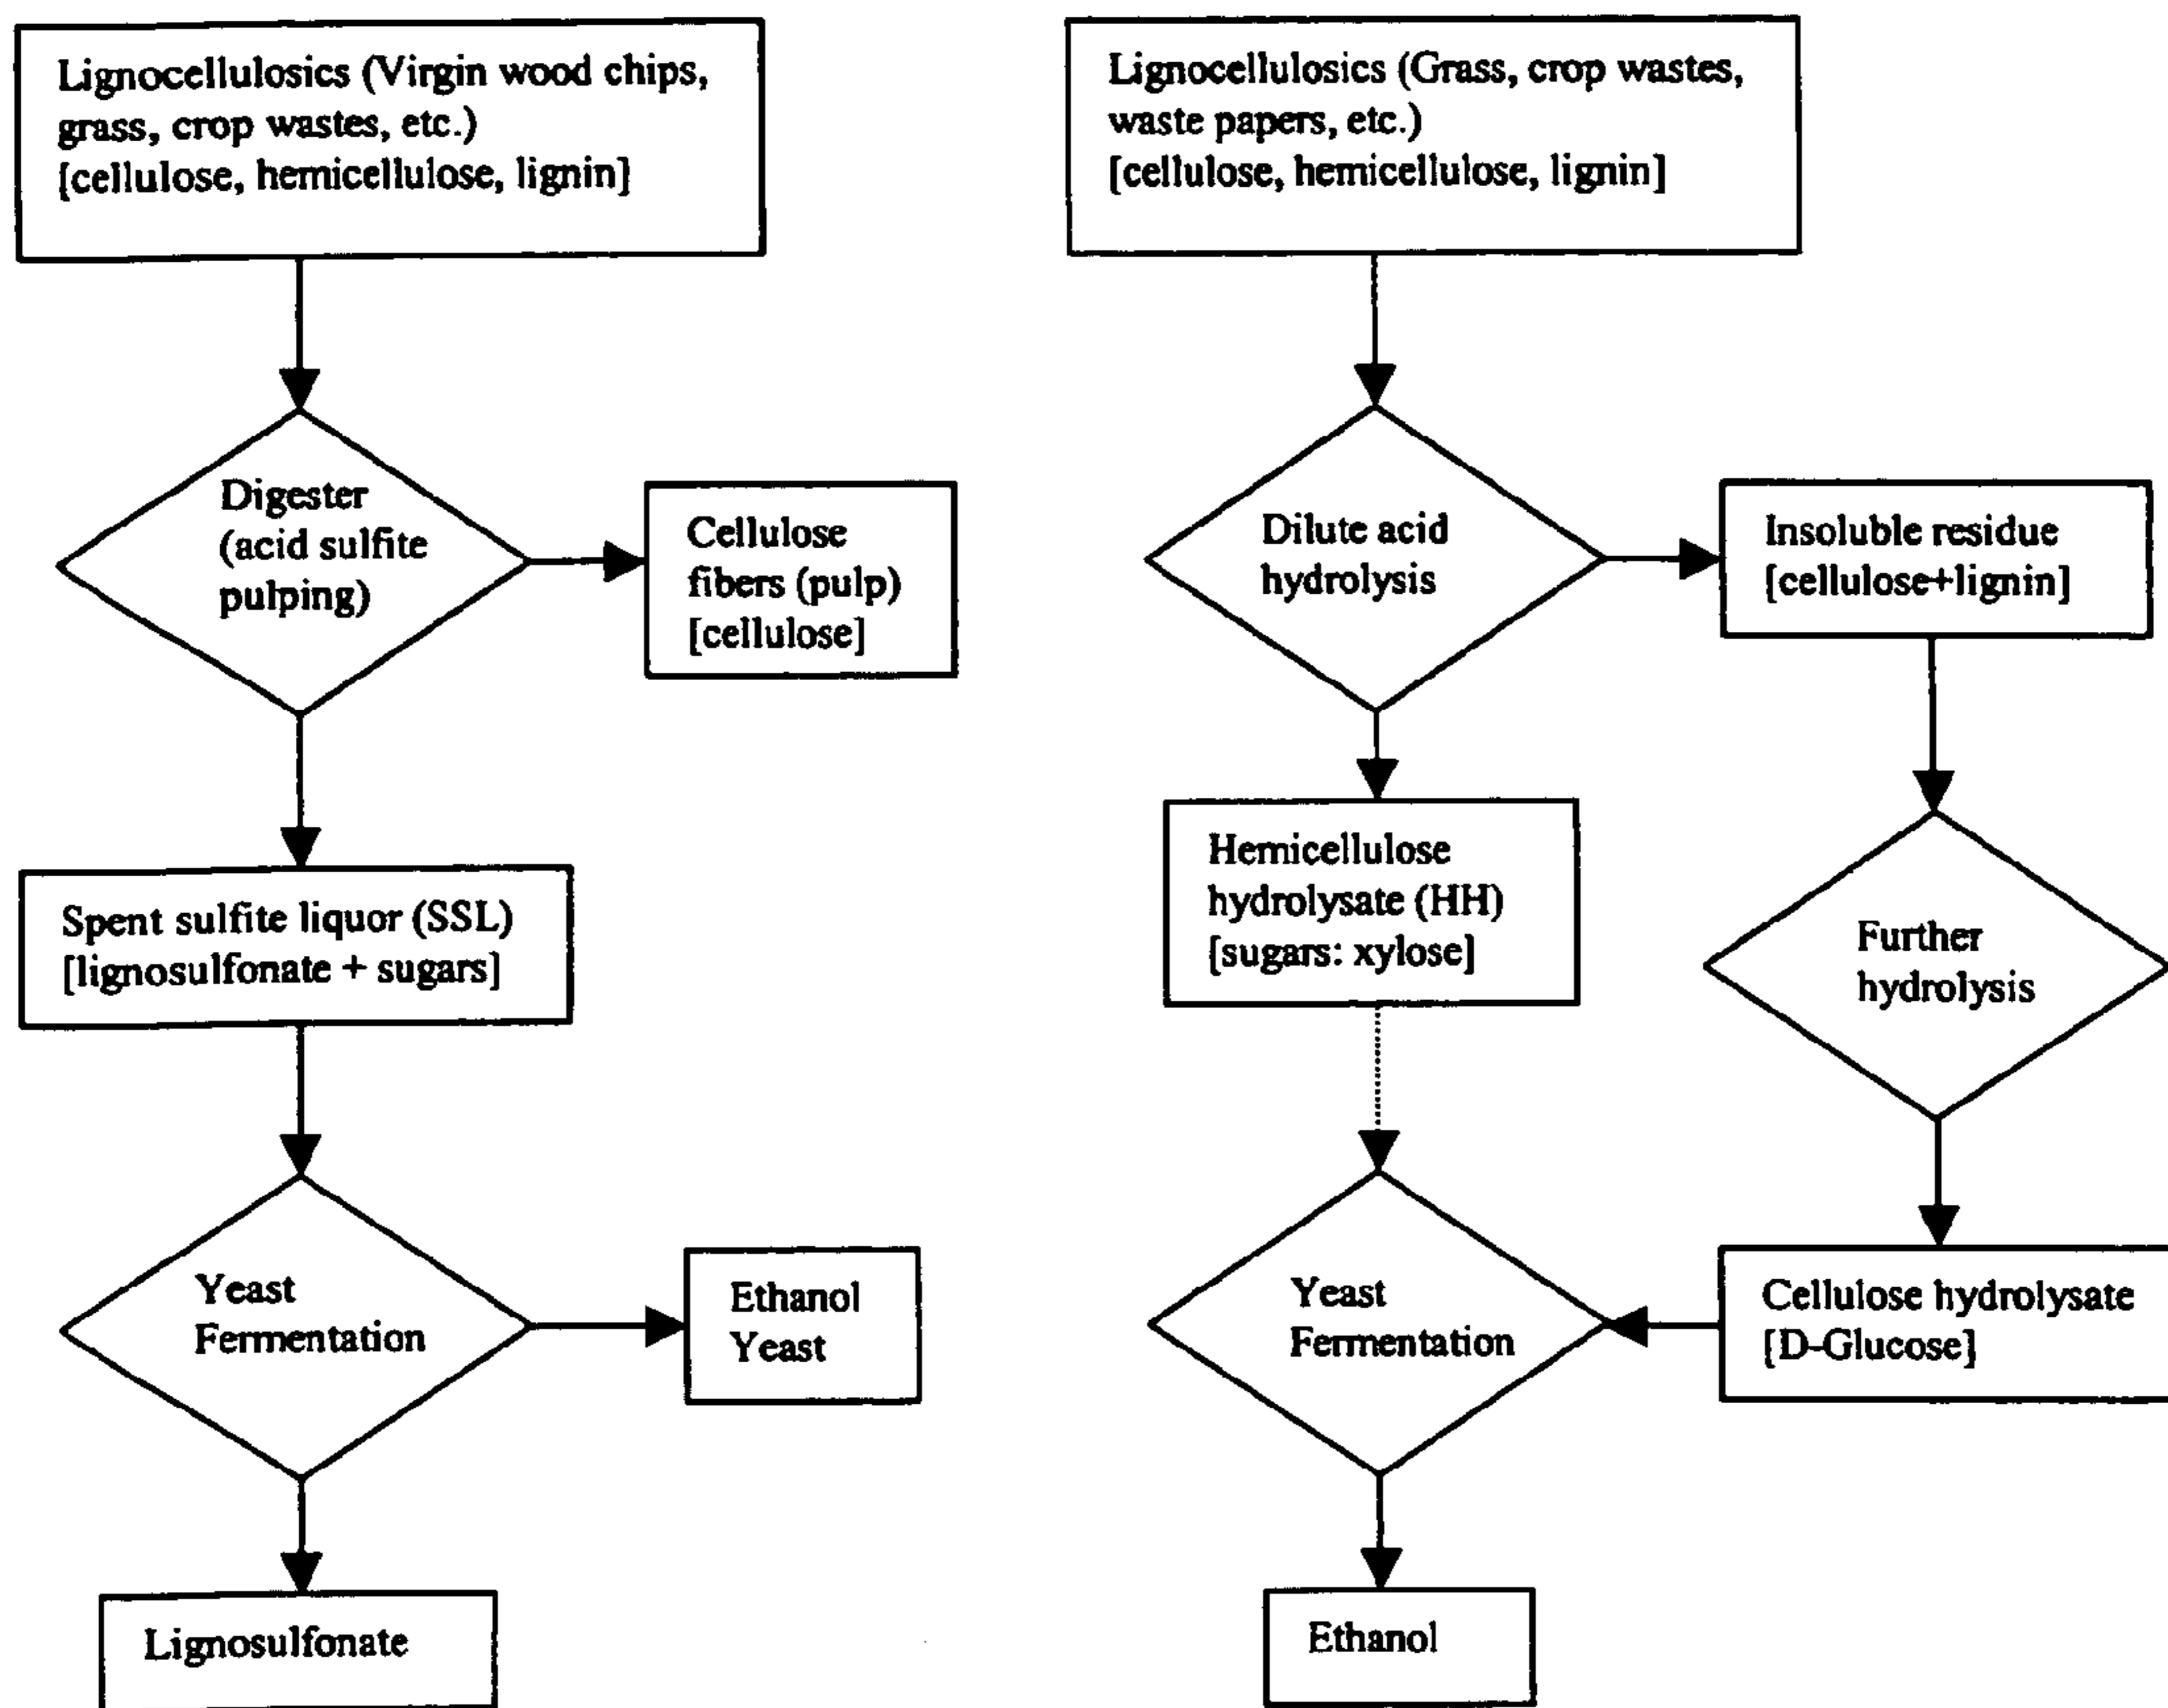 Lignocellulosics (Virgin wood chips,
grass, crop wastes, etc.)
[cellulose, hemicellulose, lignin]
Digester
(acid sulfite
pulping)
Cellulose
fibers (pulp)
[cellulose]
Spent sulfite liquor (SSL)
[lignosulfonate + sugars]
Yeast
Fermentation
Ethanol
Yeast
Lignosulfonate
Lignocellulosics (Grass, crop wastes,
waste papers, etc.)
[cellulose, hemicellulose, lignin]
Dilute acid
hydrolysis
Insoluble residue
[cellulose+lignin]
Hemicellulose
hydrolysate (HH)
[sugars: xylose]
Further
hydrolysis
Yeast
Fermentation
Cellulose hydrolysate
[D-Glucose]
Ethanol